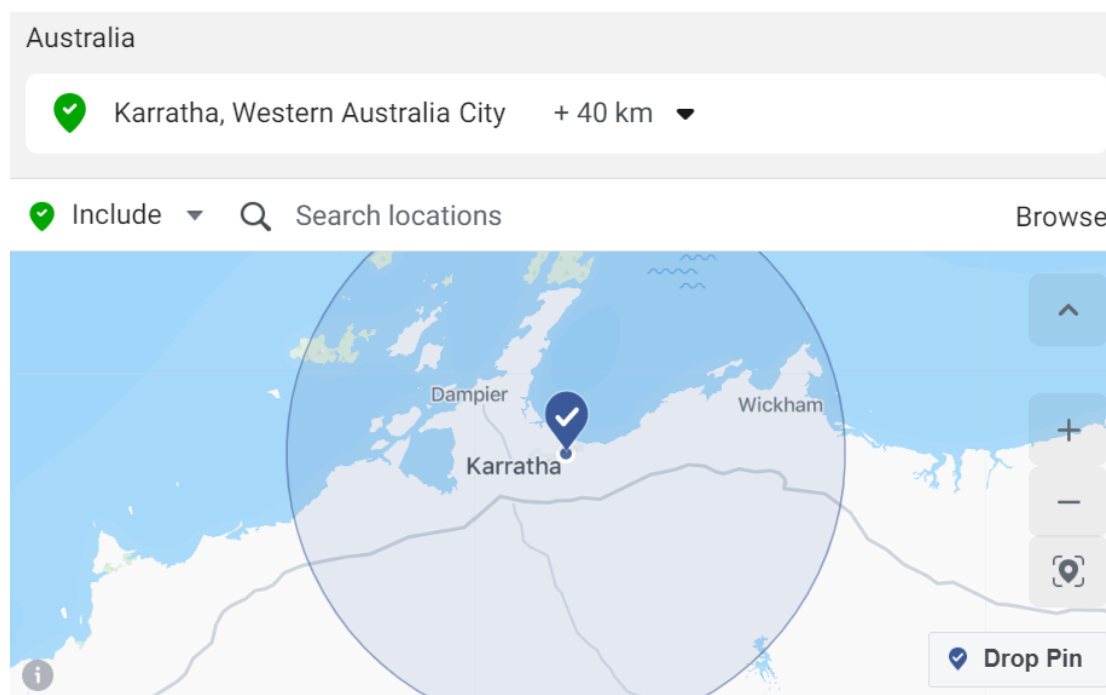 Australia
Karratha, Western Australia City + 40 km
Include Search locations Browse
Dampier
Wickham
Karratha
Drop Pin